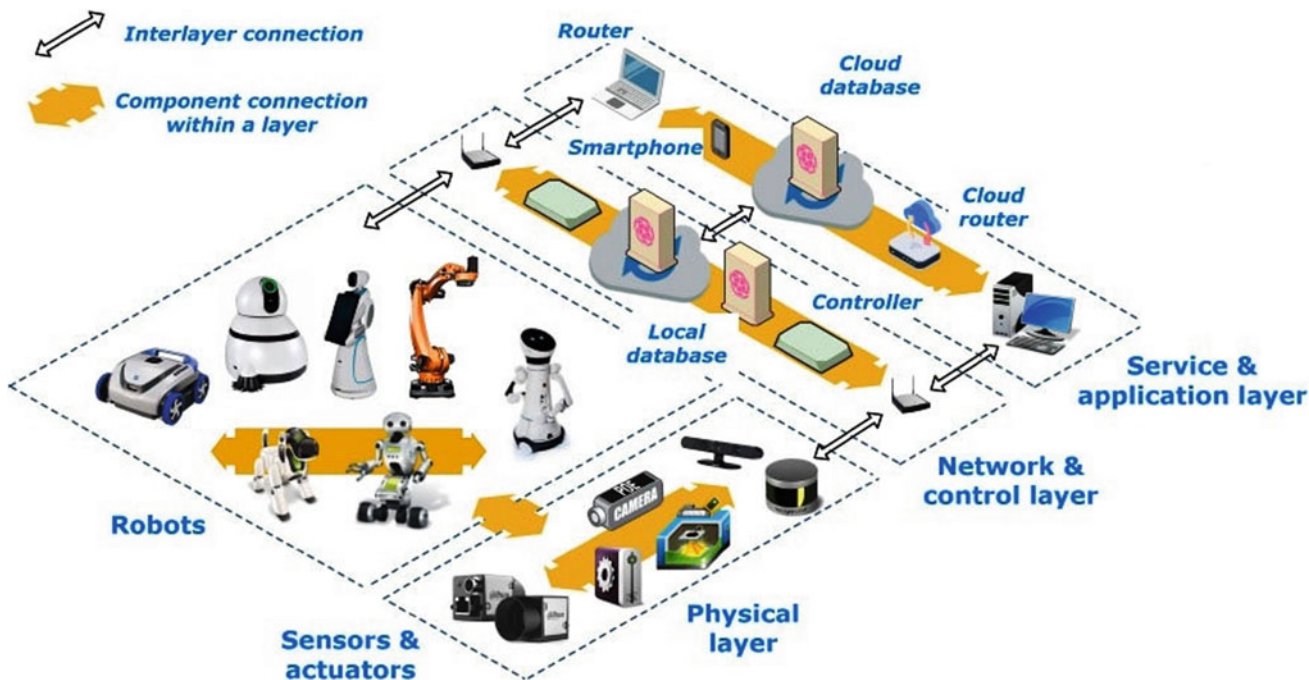 Interlayer connection
Component connection
within a layer
Router
Cloud
database
Smartphone
Cloud
router
Controller
Local
database
Service &
application layer
Network &
control layer
Robots
PDE
CAMERA
Physical
layer
Sensors &
actuators